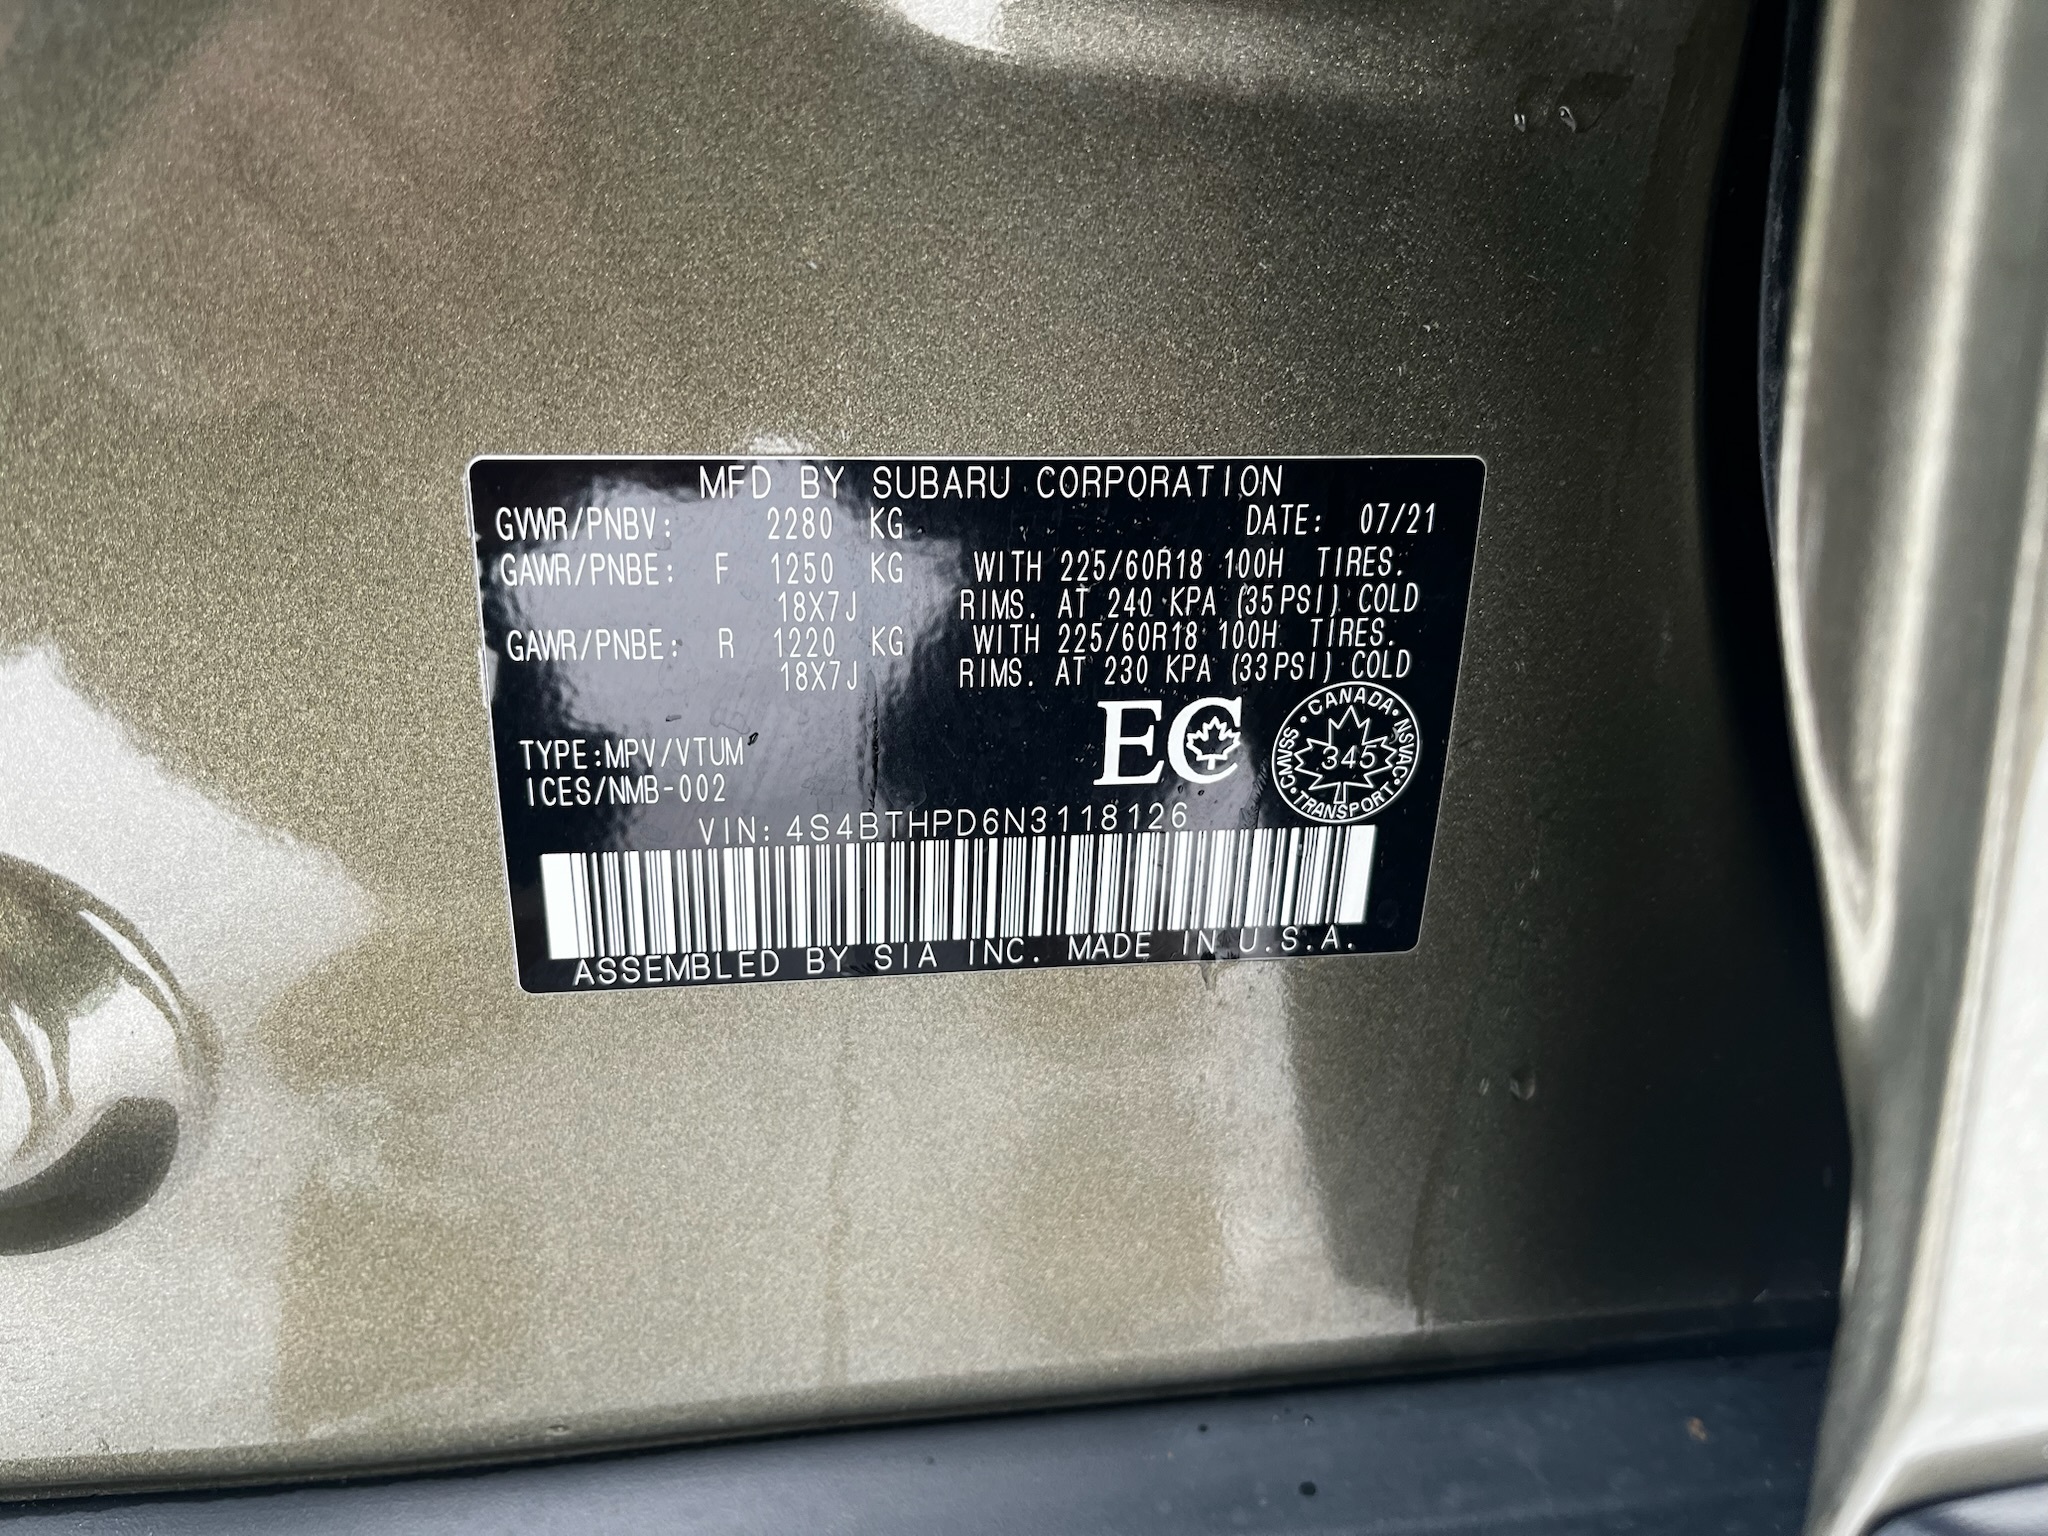 MFD BY SUBARU CORPORATION
GVWR/PNBV: 2280 KG DATE: 07/21
GAWR/PNBE: F 1250 KG WITH 225/60R18 100H TIRES.
18X7J RIMS. AT 240 KPA (35PSI) COLD
GAWR/PNBE: R 1220 KG WITH 225/60R18 100H TIRES.
18X7J RIMS. AT 230 KPA (33PSI) COLD
EC
CANADA · NSVAC · TRANSPORT · CMVSS ·
345
TYPE:MPV/VTUM
ICES/NMB-002
VIN: 4S4BTHPD6N3118126
ASSEMBLED BY SIA INC. MADE IN U.S.A.